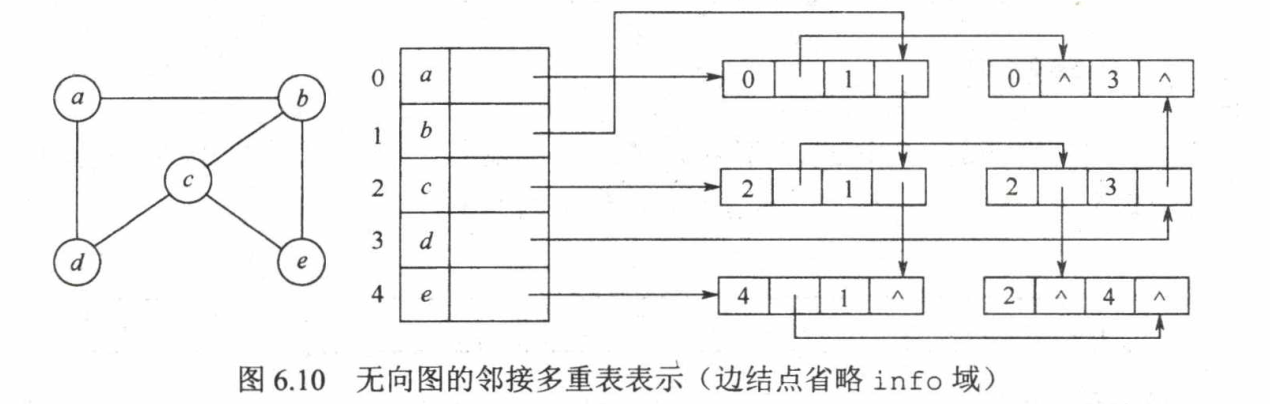 a b
c
d e
0 a
1 b
2 c
3 d
4 e
0 1
0 ^ 3 ^
2 1
2 3
4 1 ^
2 ^ 4 ^
图 6.10 无向图的邻接多重表表示（边结点省略 info 域）